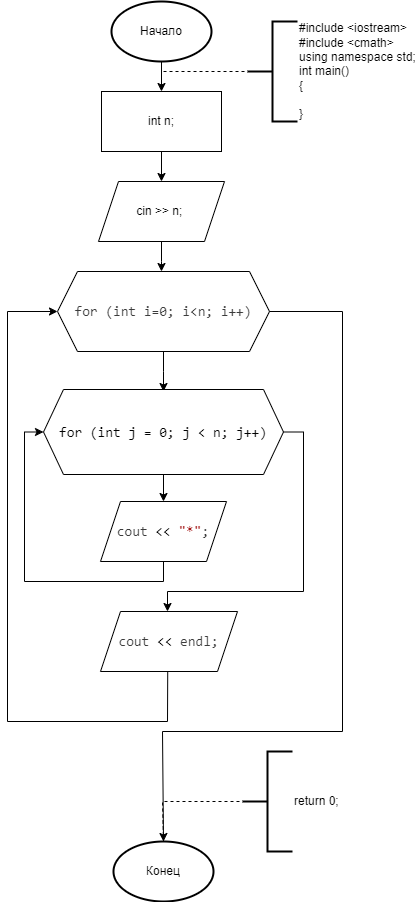 Начало
#include <iostream>
#include <cmath>
using namespace std;
int main()
{
}
int n;
cin >> n;
for (int i=0; i<n; i++)
for (int j = 0; j < n; j++)
cout << "*";
cout << endl;
return 0;
Конец